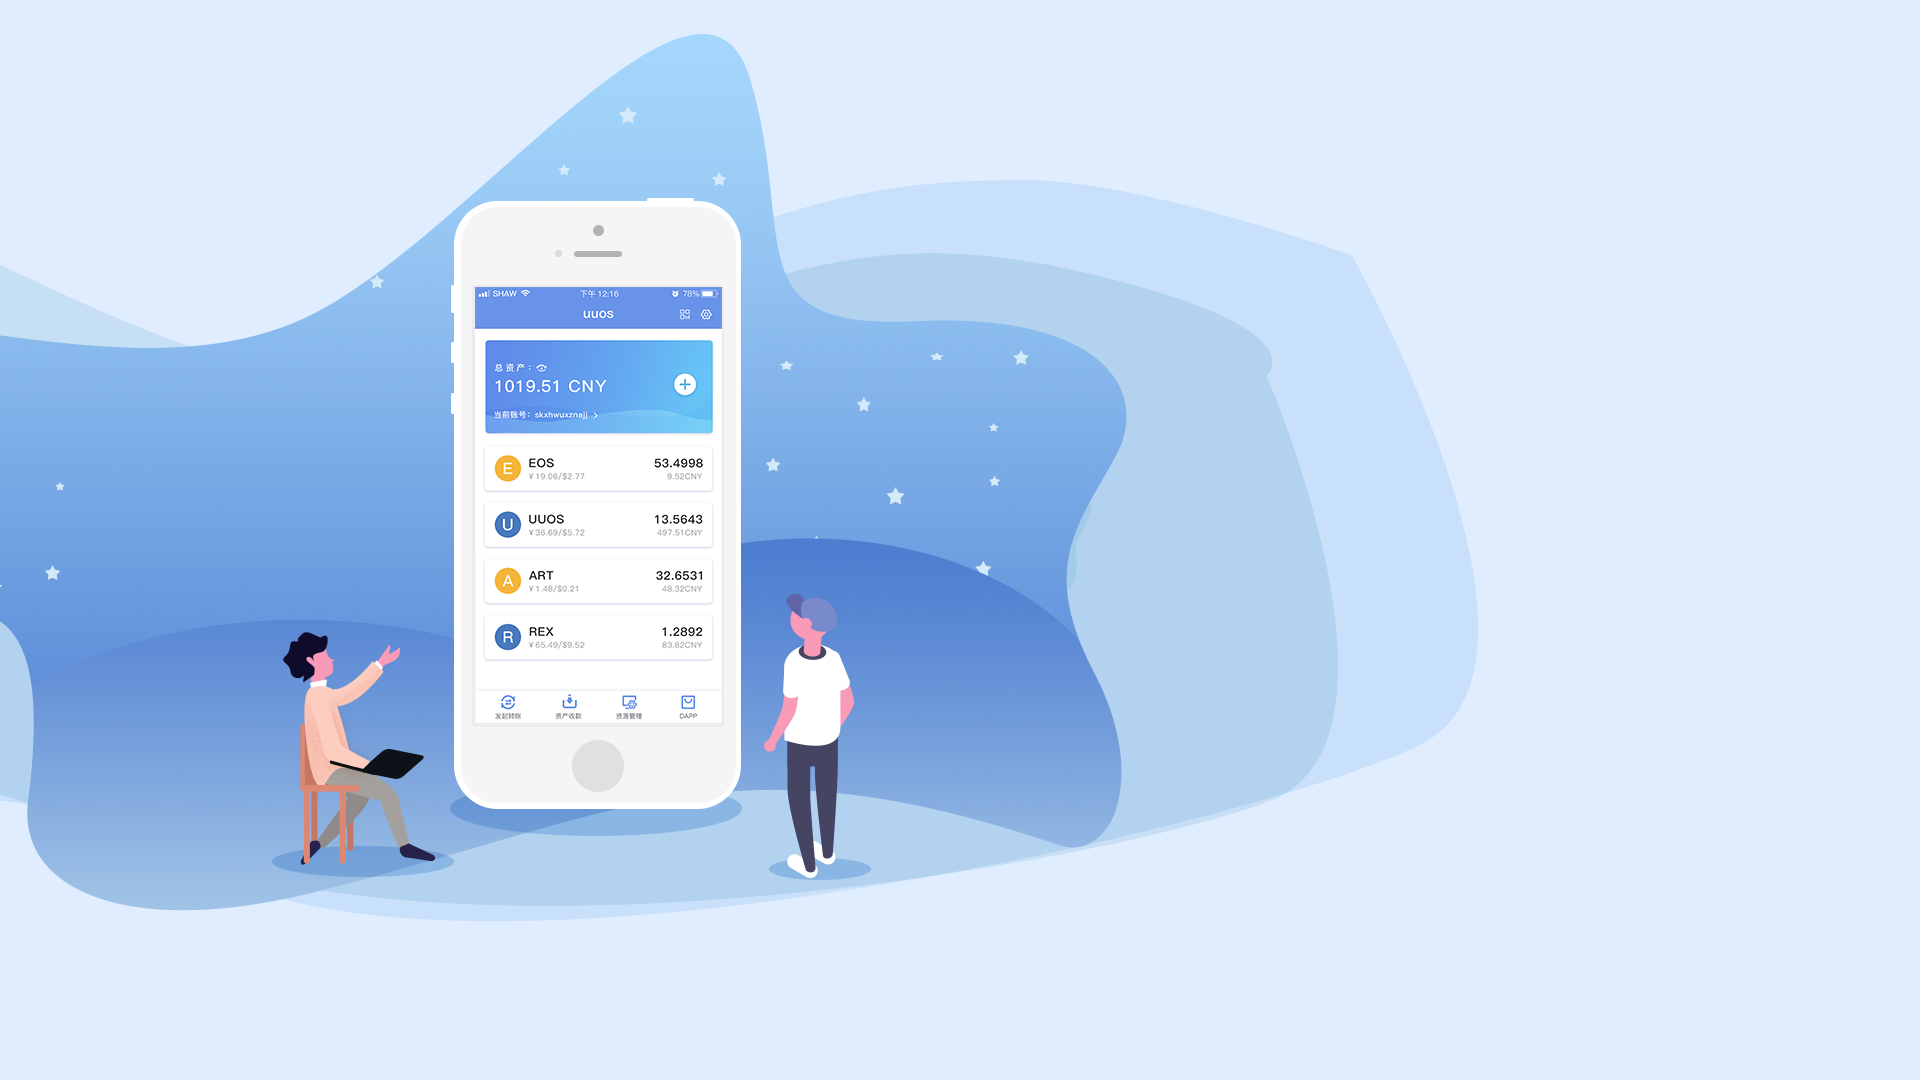 SHAW 下午 12:16 78%
uuos
总资产：
1019.51 CNY
当前账号：skxhwuxznajj >
E EOS 53.4998
¥19.06/$2.77 9.52CNY
U UUOS 13.5643
¥36.69/$5.72 497.51CNY
A ART 32.6531
¥1.48/$0.21 48.32CNY
R REX 1.2892
¥65.49/$9.52 83.82CNY
发起转账 资产收款 资源管理 DAPP